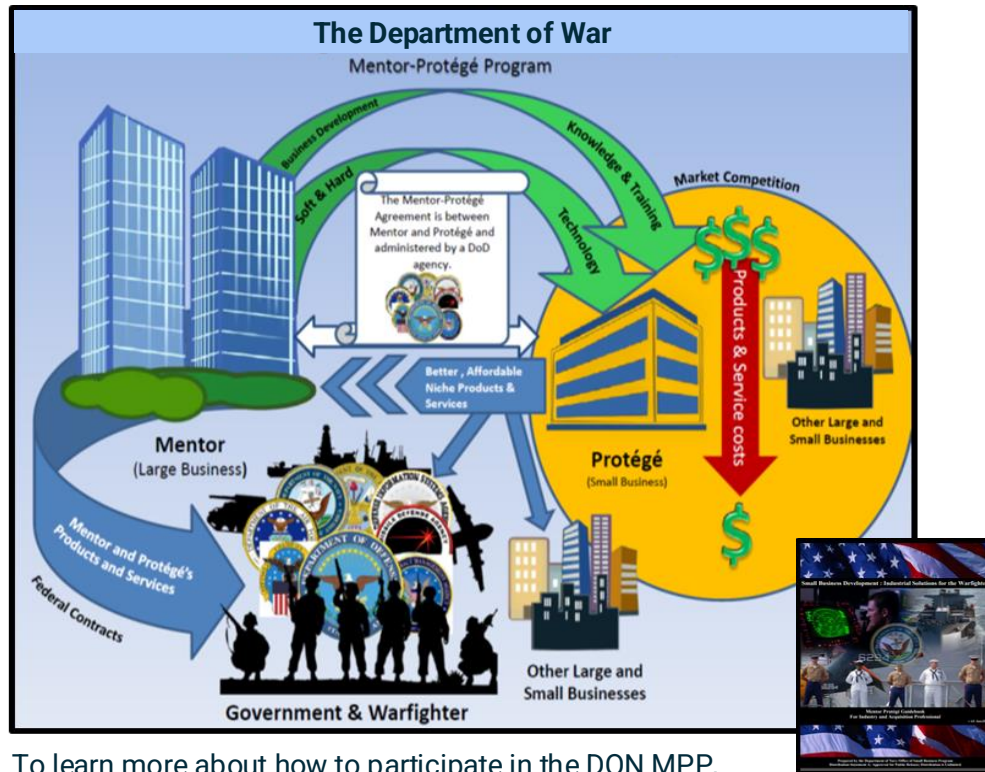 The Department of War
Mentor-Protégé Program
Business Development
Knowledge & Training
Soft & Hard
Technology
Market Competition
The Mentor-Protégé
Agreement is between
Mentor and Protégé and
administered by a DoD
agency.
$$$
Products & Service costs
$
Better , Affordable
Niche Products &
Services
Other Large and
Small Businesses
Mentor
(Large Business)
Protégé
(Small Business)
Mentor and Protégé's
Products and Services
Federal Contracts
DEPARTMENT OF DEFENSE
Government & Warfighter
Other Large and
Small Businesses
Small Business Development : Industrial Solutions for the Warfighter
Mentor Protégé Guidebook
For Industry and Acquisition Professional
To learn more about how to participate in the DON MPP,